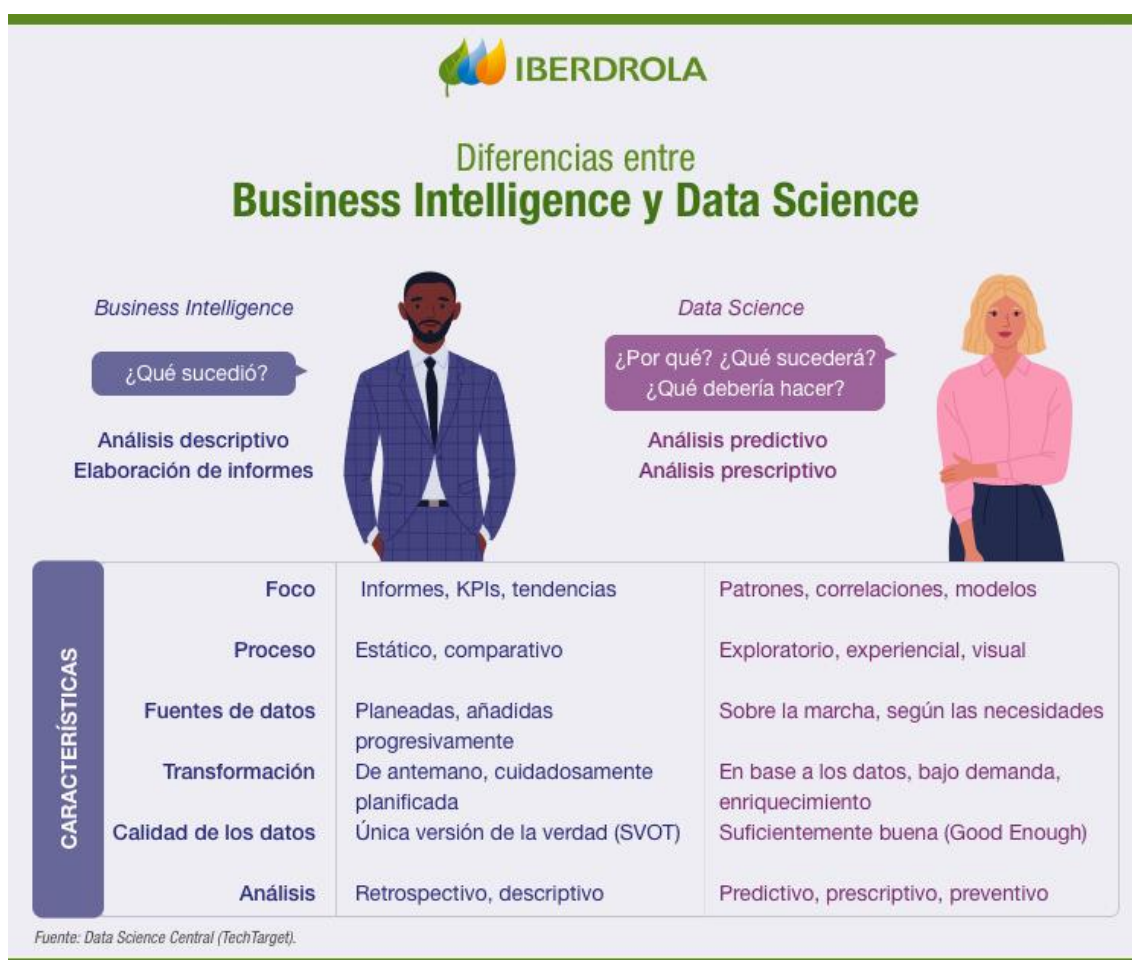 IBERDROLA
Diferencias entre
Business Intelligence y Data Science
Business Intelligence
¿Qué sucedió?
Análisis descriptivo
Elaboración de informes
Data Science
¿Por qué? ¿Qué sucederá?
¿Qué debería hacer?
Análisis predictivo
Análisis prescriptivo
CARACTERÍSTICAS
Foco
Informes, KPIs, tendencias
Patrones, correlaciones, modelos
Proceso
Estático, comparativo
Exploratorio, experiencial, visual
Fuentes de datos
Planeadas, añadidas
progresivamente
Sobre la marcha, según las necesidades
Transformación
De antemano, cuidadosamente
planificada
En base a los datos, bajo demanda,
enriquecimiento
Calidad de los datos
Única versión de la verdad (SVOT)
Suficientemente buena (Good Enough)
Análisis
Retrospectivo, descriptivo
Predictivo, prescriptivo, preventivo
Fuente: Data Science Central (TechTarget).